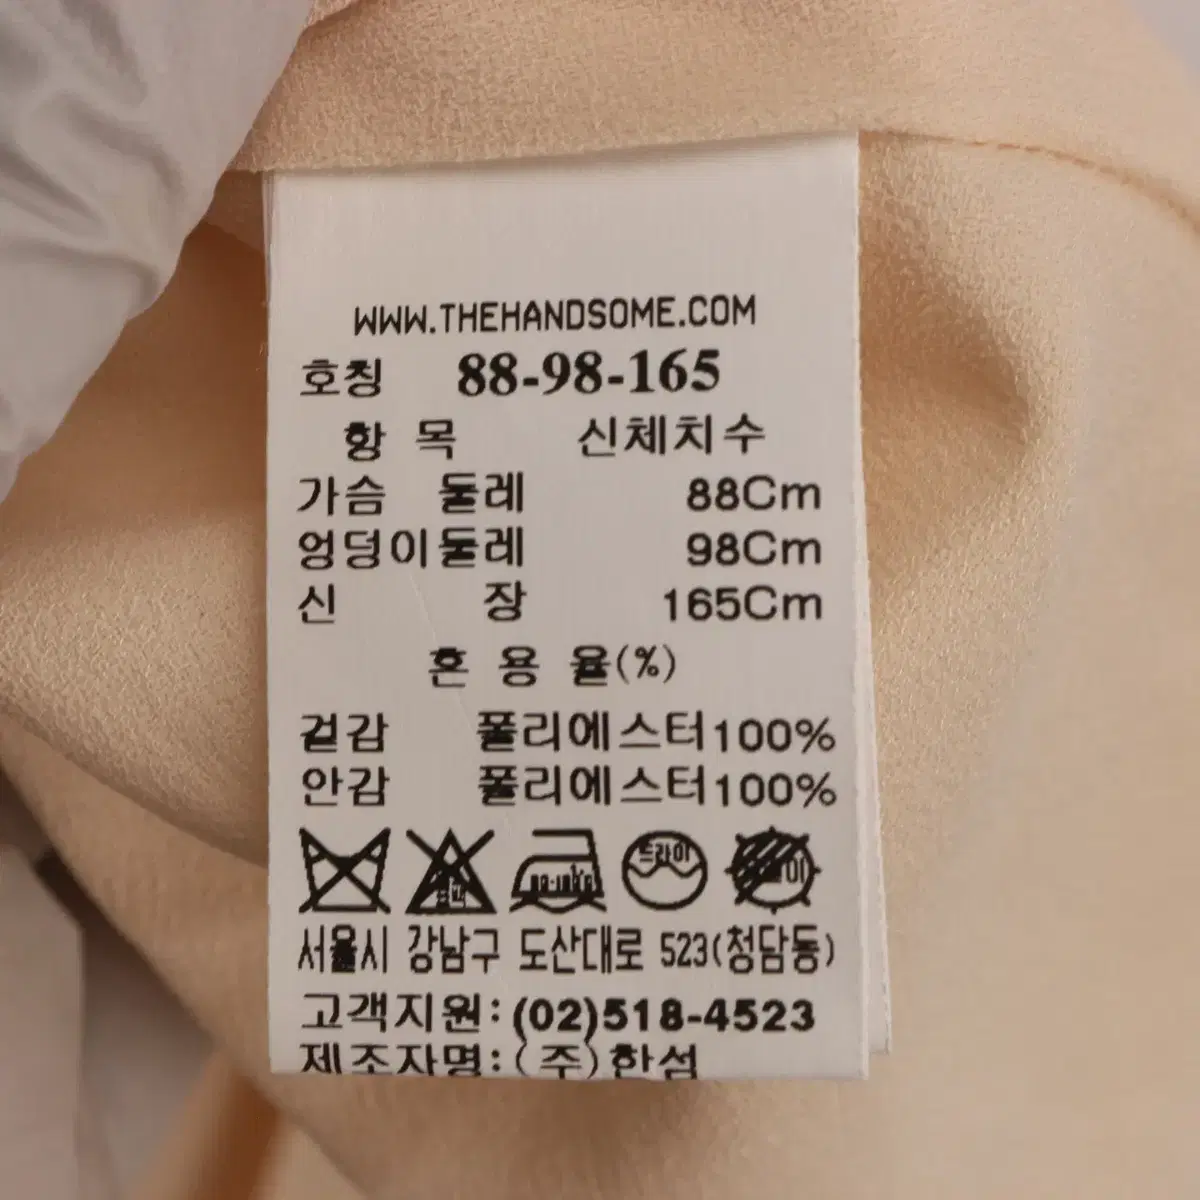 WWW.THEHANDSOME.COM
호칭 88-98-165
항 목 신체치수
가슴 둘레 88Cm
엉덩이둘레 98Cm
신 장 165Cm
혼 용 율(%)
겉감 폴리에스터100%
안감 폴리에스터100%
드라이
서울시 강남구 도산대로 523(청담동)
고객지원:(02)518-4523
제조자명:(주)한섬